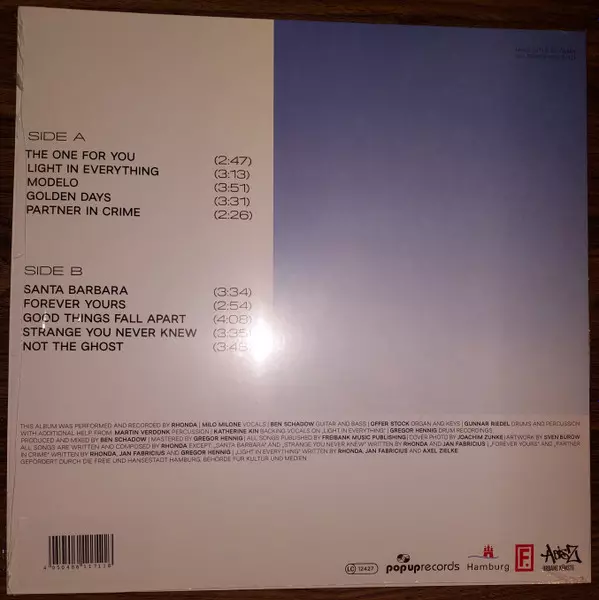 SIDE A
THE ONE FOR YOU (2:47)
LIGHT IN EVERYTHING (3:13)
MODELO (3:51)
GOLDEN DAYS (3:31)
PARTNER IN CRIME (2:26)
SIDE B
SANTA BARBARA (3:34)
FOREVER YOURS (2:54)
GOOD THINGS FALL APART (4:08)
STRANGE YOU NEVER KNEW (3:35)
NOT THE GHOST
THIS ALBUM WAS PERFORMED AND RECORDED BY RHONDA | MILO MILONE VOCALS | BEN SCHADOW GUITAR AND BASS | OFFER STOCK ORGAN AND KEYS | GUNNAR RIEDEL DRUMS AND PERCUSSION
WITH ADDITIONAL HELP FROM: MARTIN VERDONK PERCUSSION | KATHERINE KIN BACKING VOCALS ON „LIGHT IN EVERYTHING" | GREGOR HENNIG DRUM RECORDINGS
PRODUCED AND MIXED BY BEN SCHADOW | MASTERED BY GREGOR HENNIG | ALL SONGS PUBLISHED BY FREIBANK MUSIC PUBLISHING | COVER PHOTO BY JOACHIM ZUNKE | ARTWORK BY SVEN BUROW
ALL SONGS ARE WRITTEN AND COMPOSED BY RHONDA EXCEPT: „SANTA BARBARA" AND „STRANGE YOU NEVER KNEW" WRITTEN BY RHONDA AND JAN FABRICIUS | „FOREVER YOURS" AND „PARTNER
IN CRIME" WRITTEN BY RHONDA, JAN FABRICIUS AND GREGOR HENNIG | „LIGHT IN EVERYTHING" WRITTEN BY RHONDA, JAN FABRICIUS AND AXEL ZIELKE
GEFÖRDERT DURCH DIE FREIE UND HANSESTADT HAMBURG, BEHÖRDE FÜR KULTUR UND MEDIEN
LC 12427
popup records
Hamburg
F.